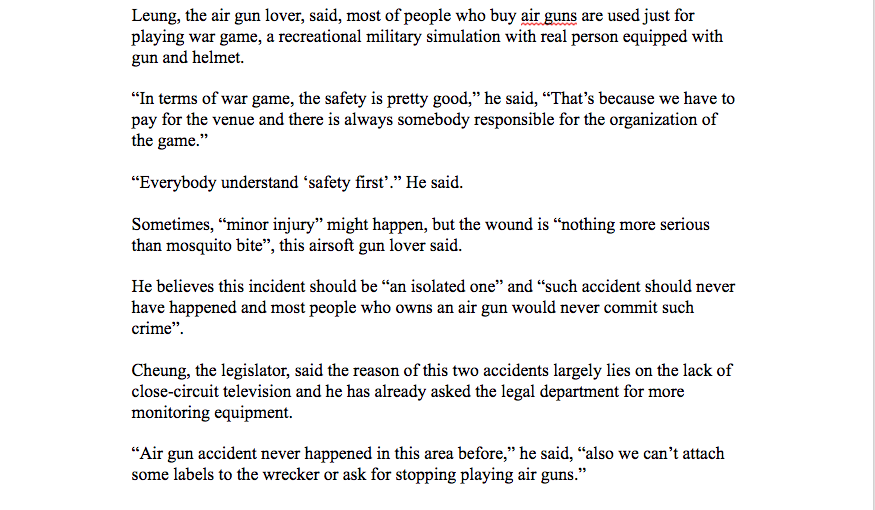 Leung, the air gun lover, said, most of people who buy air guns are used just for
playing war game, a recreational military simulation with real person equipped with
gun and helmet.
“In terms of war game, the safety is pretty good,” he said, “That’s because we have to
pay for the venue and there is always somebody responsible for the organization of
the game.”
“Everybody understand ‘safety first’.” He said.
Sometimes, “minor injury” might happen, but the wound is “nothing more serious
than mosquito bite”, this airsoft gun lover said.
He believes this incident should be “an isolated one” and “such accident should never
have happened and most people who owns an air gun would never commit such
crime”.
Cheung, the legislator, said the reason of this two accidents largely lies on the lack of
close-circuit television and he has already asked the legal department for more
monitoring equipment.
“Air gun accident never happened in this area before,” he said, “also we can’t attach
some labels to the wrecker or ask for stopping playing air guns.”